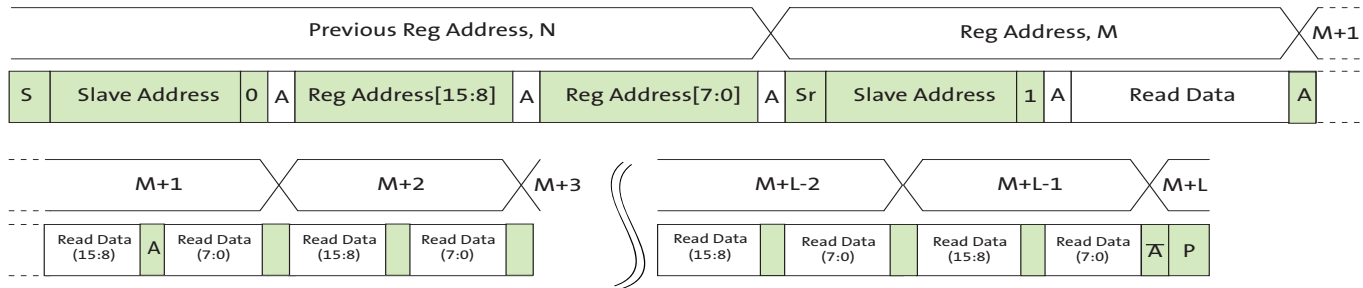 Previous Reg Address, N Reg Address, M M+1
S Slave Address 0 A Reg Address[15:8] A Reg Address[7:0] A Sr Slave Address 1 A Read Data A
M+1 M+2 M+3 M+L-2 M+L-1 M+L
Read Data (15:8) A Read Data (7:0) Read Data (15:8) Read Data (7:0) Read Data (15:8) Read Data (7:0) Read Data (15:8) Read Data (7:0) A̅ P